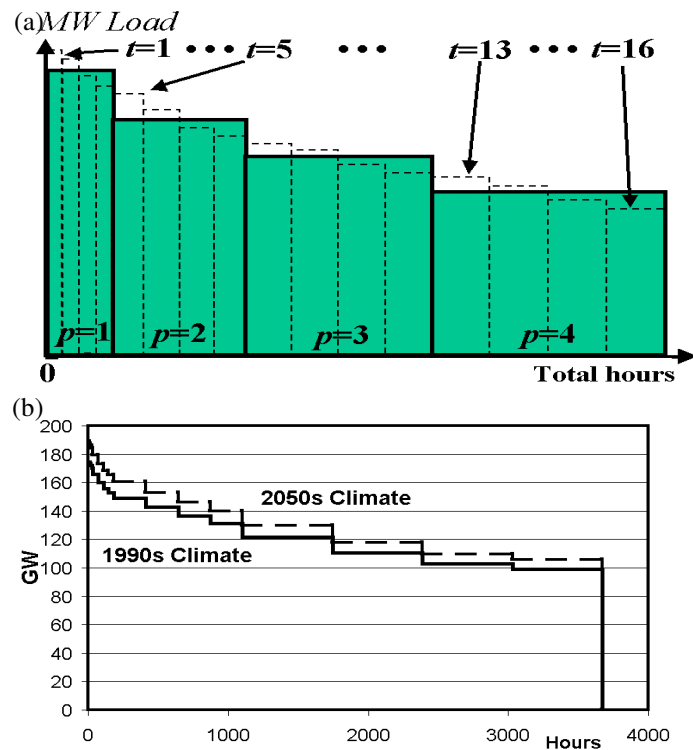 (a)
MW Load
t=1 ••• t=5 ••• t=13 ••• t=16
p=1 p=2 p=3 p=4
0
Total hours
(b)
200
180
160
140
120
100
80
60
40
20
0
GW
2050s Climate
1990s Climate
0 1000 2000 3000 4000
Hours